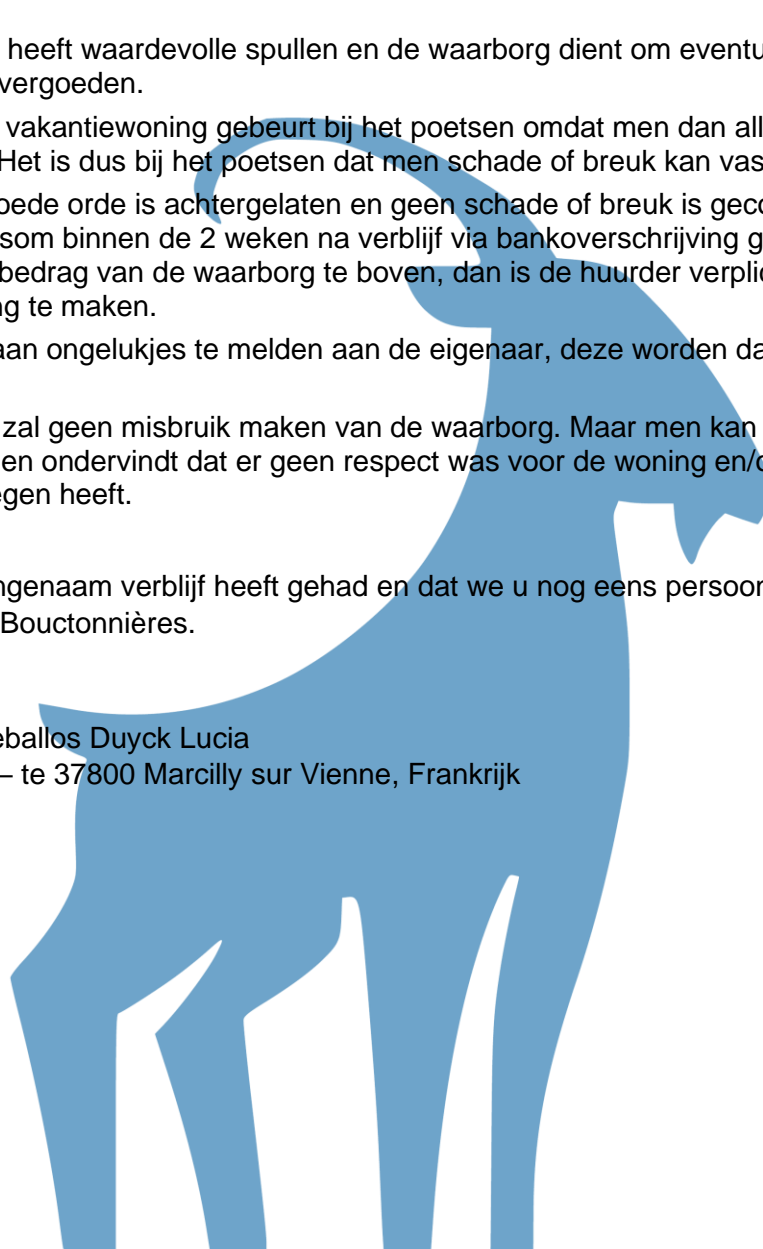 heeft waardevolle spullen en de waarborg dient om eventu
vergoeden.
vakantiewoning gebeurt bij het poetsen omdat men dan all
Het is dus bij het poetsen dat men schade of breuk kan vas
oede orde is achtergelaten en geen schade of breuk is geco
som binnen de 2 weken na verblijf via bankoverschrijving g
bedrag van de waarborg te boven, dan is de huurder verplic
ng te maken.
aan ongelukjes te melden aan de eigenaar, deze worden da
zal geen misbruik maken van de waarborg. Maar men kan
en ondervindt dat er geen respect was voor de woning en/o
egen heeft.
ngenaam verblijf heeft gehad en dat we u nog eens persoon
Bouctonnières.
eballos Duyck Lucia
– te 37800 Marcilly sur Vienne, Frankrijk